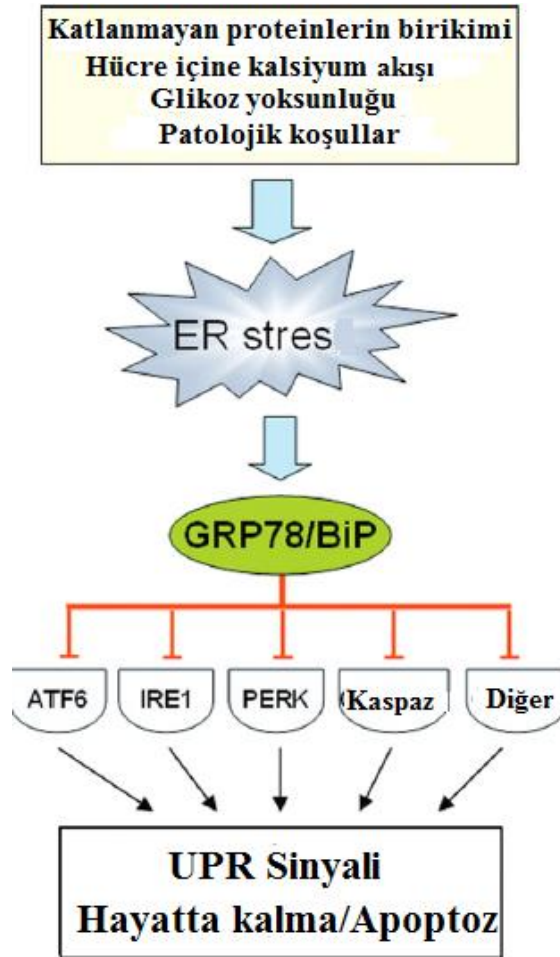 Katlanmayan proteinlerin birikimi
Hücre içine kalsiyum akışı
Glikoz yoksunluğu
Patolojik koşullar
ER stres
GRP78/BiP
ATF6 IRE1 PERK Kaspaz Diğer
UPR Sinyali
Hayatta kalma/Apoptoz